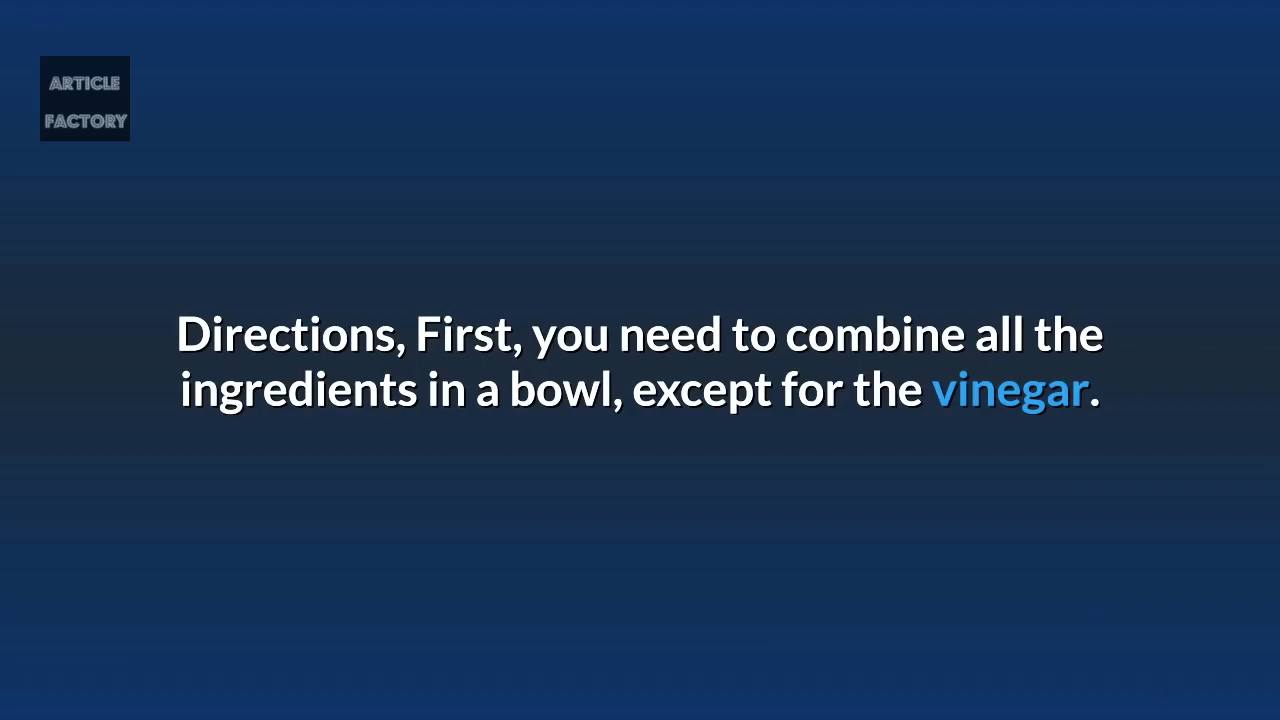 ARTICLE
FACTORY
Directions, First, you need to combine all the
ingredients in a bowl, except for the vinegar.